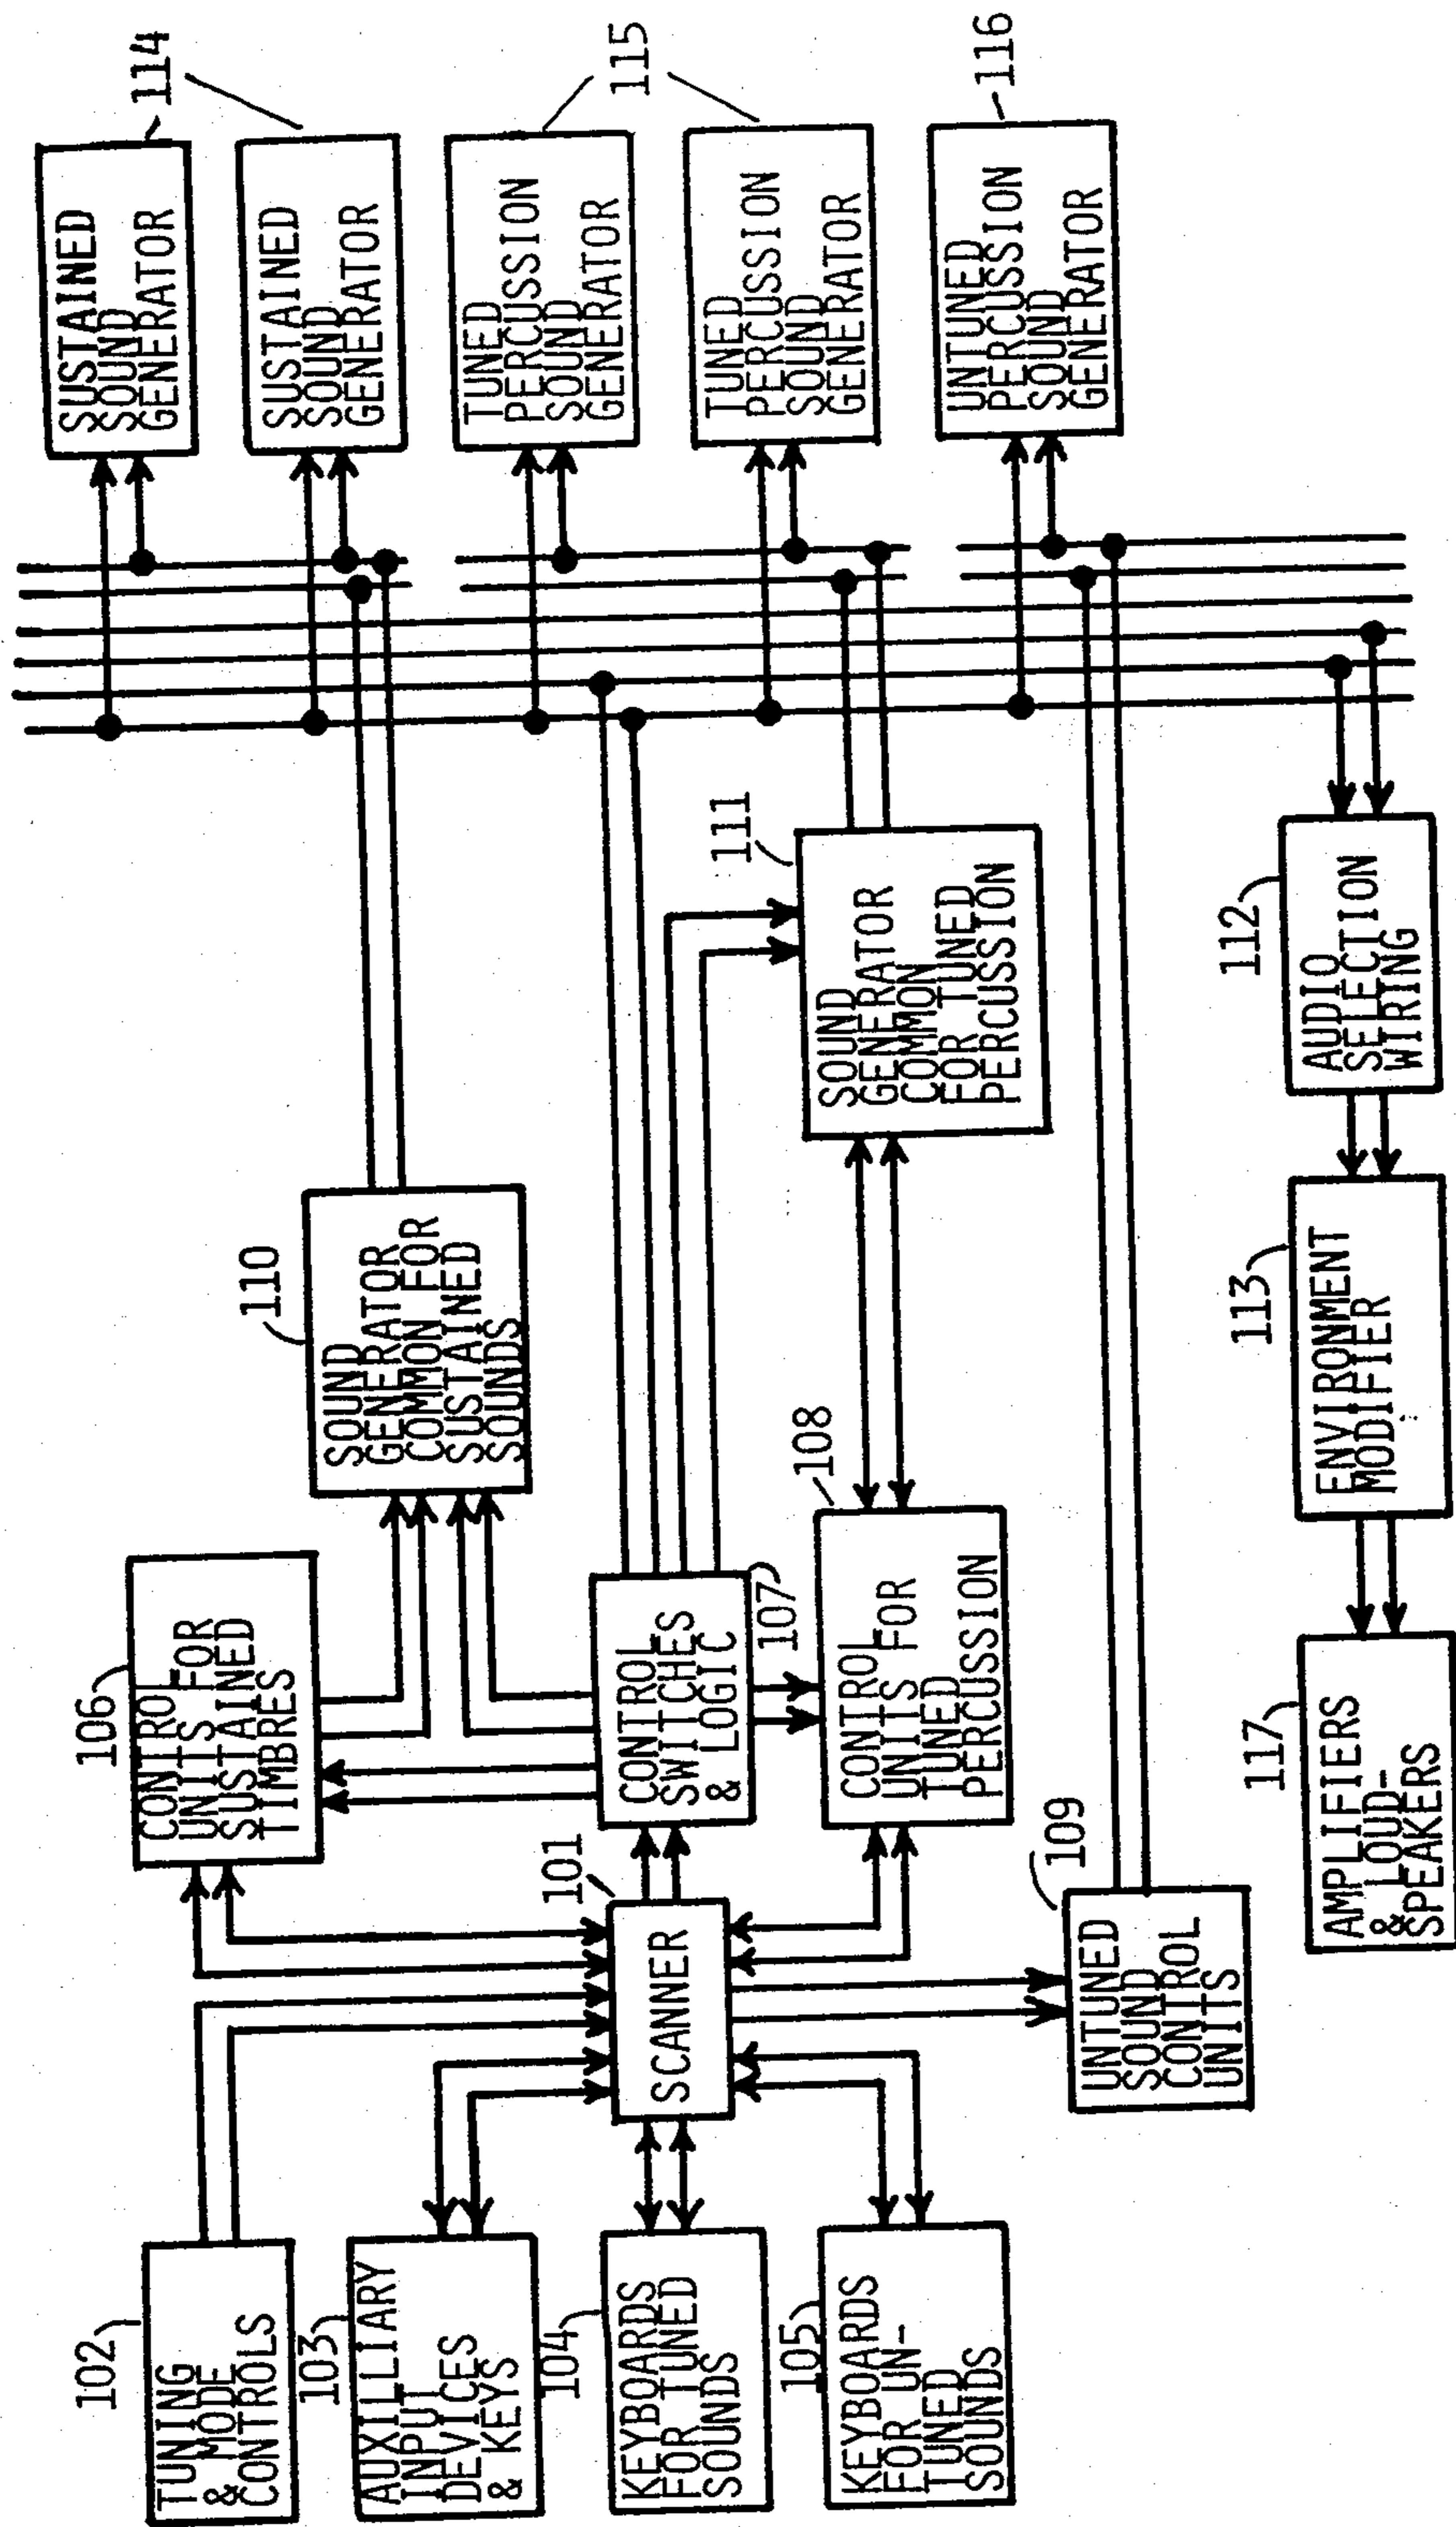 102
TUNING
& MODE
CONTROLS
103
AUXILLIARY
INPUT
DEVICES
& KEYS
104
KEYBOARDS
FOR TUNED
SOUNDS
105
KEYBOARDS
FOR UN-
TUNED
SOUNDS
101
SCANNER
106
CONTROL
UNITS FOR
SUSTAINED
TIMBRES
CONTROL
SWITCHES
& LOGIC
107
108
CONTROL
UNITS FOR
TUNED
PERCUSSION
109
UNTUNED
SOUND
CONTROL
UNITS
110
SOUND
GENERATOR
COMMON FOR
SUSTAINED
SOUNDS
111
SOUND
GENERATOR
COMMON
FOR TUNED
PERCUSSION
117
AMPLIFIERS
& LOUD-
SPEAKERS
113
ENVIRONMENT
MODIFIER
112
AUDIO
SELECTION
WIRING
SUSTAINED
SOUND
GENERATOR
114
SUSTAINED
SOUND
GENERATOR
TUNED
PERCUSSION
SOUND
GENERATOR
115
TUNED
PERCUSSION
SOUND
GENERATOR
UNTUNED
PERCUSSION
SOUND
GENERATOR
116